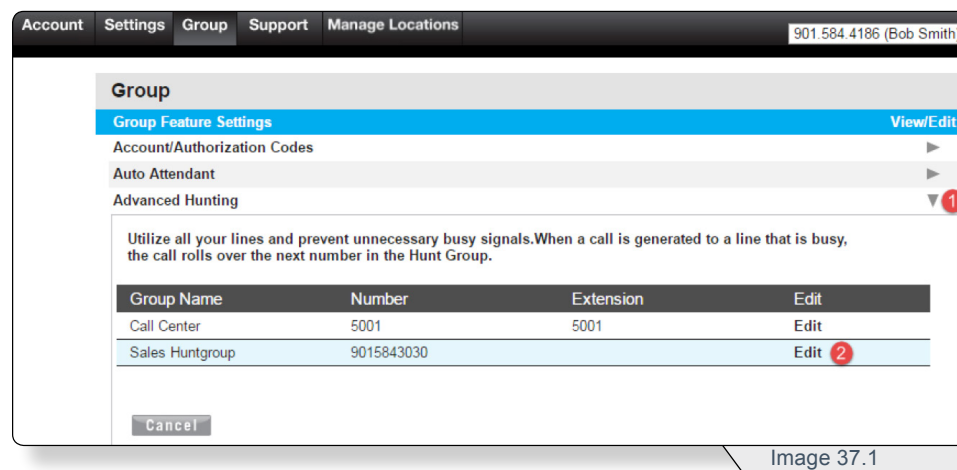 Account Settings Group Support Manage Locations
901.584.4186 (Bob Smith)
Group
Group Feature Settings View/Edit
Account/Authorization Codes
Auto Attendant
Advanced Hunting 1
Utilize all your lines and prevent unnecessary busy signals.When a call is generated to a line that is busy,
the call rolls over the next number in the Hunt Group.
Group Name Number Extension Edit
Call Center 5001 5001 Edit
Sales Huntgroup 9015843030 Edit 2
Cancel
Image 37.1